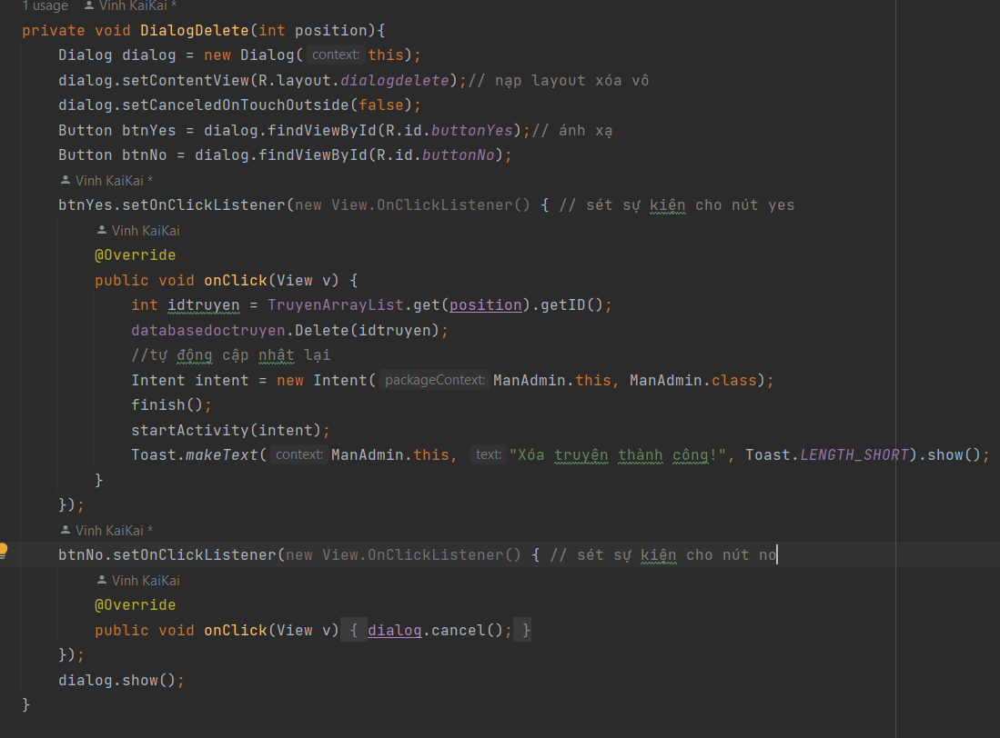 1 usage Vinh KaiKai *
private void DialogDelete(int position){
Dialog dialog = new Dialog( context: this);
dialog.setContentView(R.layout.dialogdelete);// nạp layout xóa vô
dialog.setCanceledOnTouchOutside(false);
Button btnYes = dialog.findViewById(R.id.buttonYes);// ánh xạ
Button btnNo = dialog.findViewById(R.id.buttonNo);
Vinh KaiKai *
btnYes.setOnClickListener(new View.OnClickListener() { // sét sự kiện cho nút yes
Vinh KaiKai
@Override
public void onClick(View v) {
int idtruyen = TruyenArrayList.get(position).getID();
databasedoctruyen.Delete(idtruyen);
//tự động cập nhật lại
Intent intent = new Intent( packageContext: ManAdmin.this, ManAdmin.class);
finish();
startActivity(intent);
Toast.makeText( context: ManAdmin.this, text: "Xóa truyện thành công!", Toast.LENGTH_SHORT).show();
}
});
Vinh KaiKai *
btnNo.setOnClickListener(new View.OnClickListener() { // sét sự kiện cho nút no
Vinh KaiKai
@Override
public void onClick(View v) { dialog.cancel(); }
});
dialog.show();
}